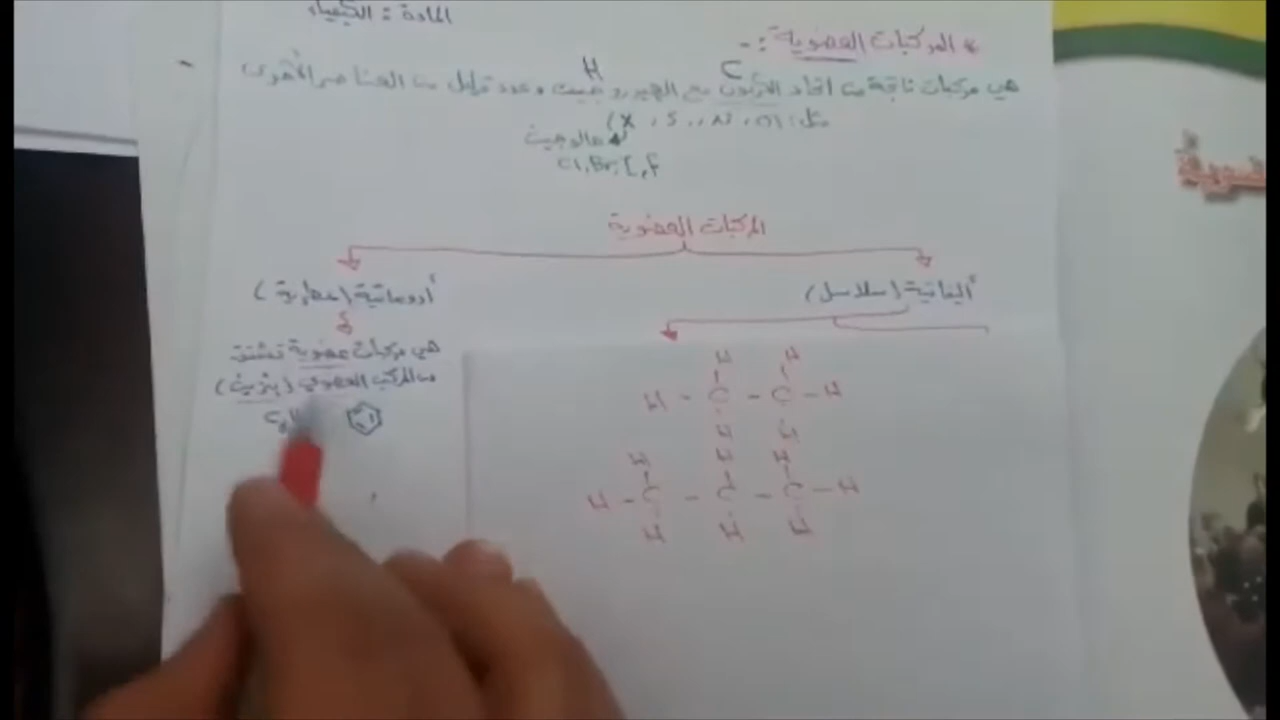 المادة : الكيمياء
* المركبات العضوية :-
H C
هي مركبات ناتجة من اتحاد الكربون مع الهيدروجين وعدد قليل من العناصر الأخرى
مثل: (O, N, S, X)
هالوجين
Cl, Br, I, F
المركبات العضوية
أليفاتية (سلاسل)
أروماتية (عطرية)
هي مركبات عضوية تشتق
من المركب العضوي (بنزين)
H H
H - C - C - H
H H
H H H
H - C - C - C - H
H H H
ضوية